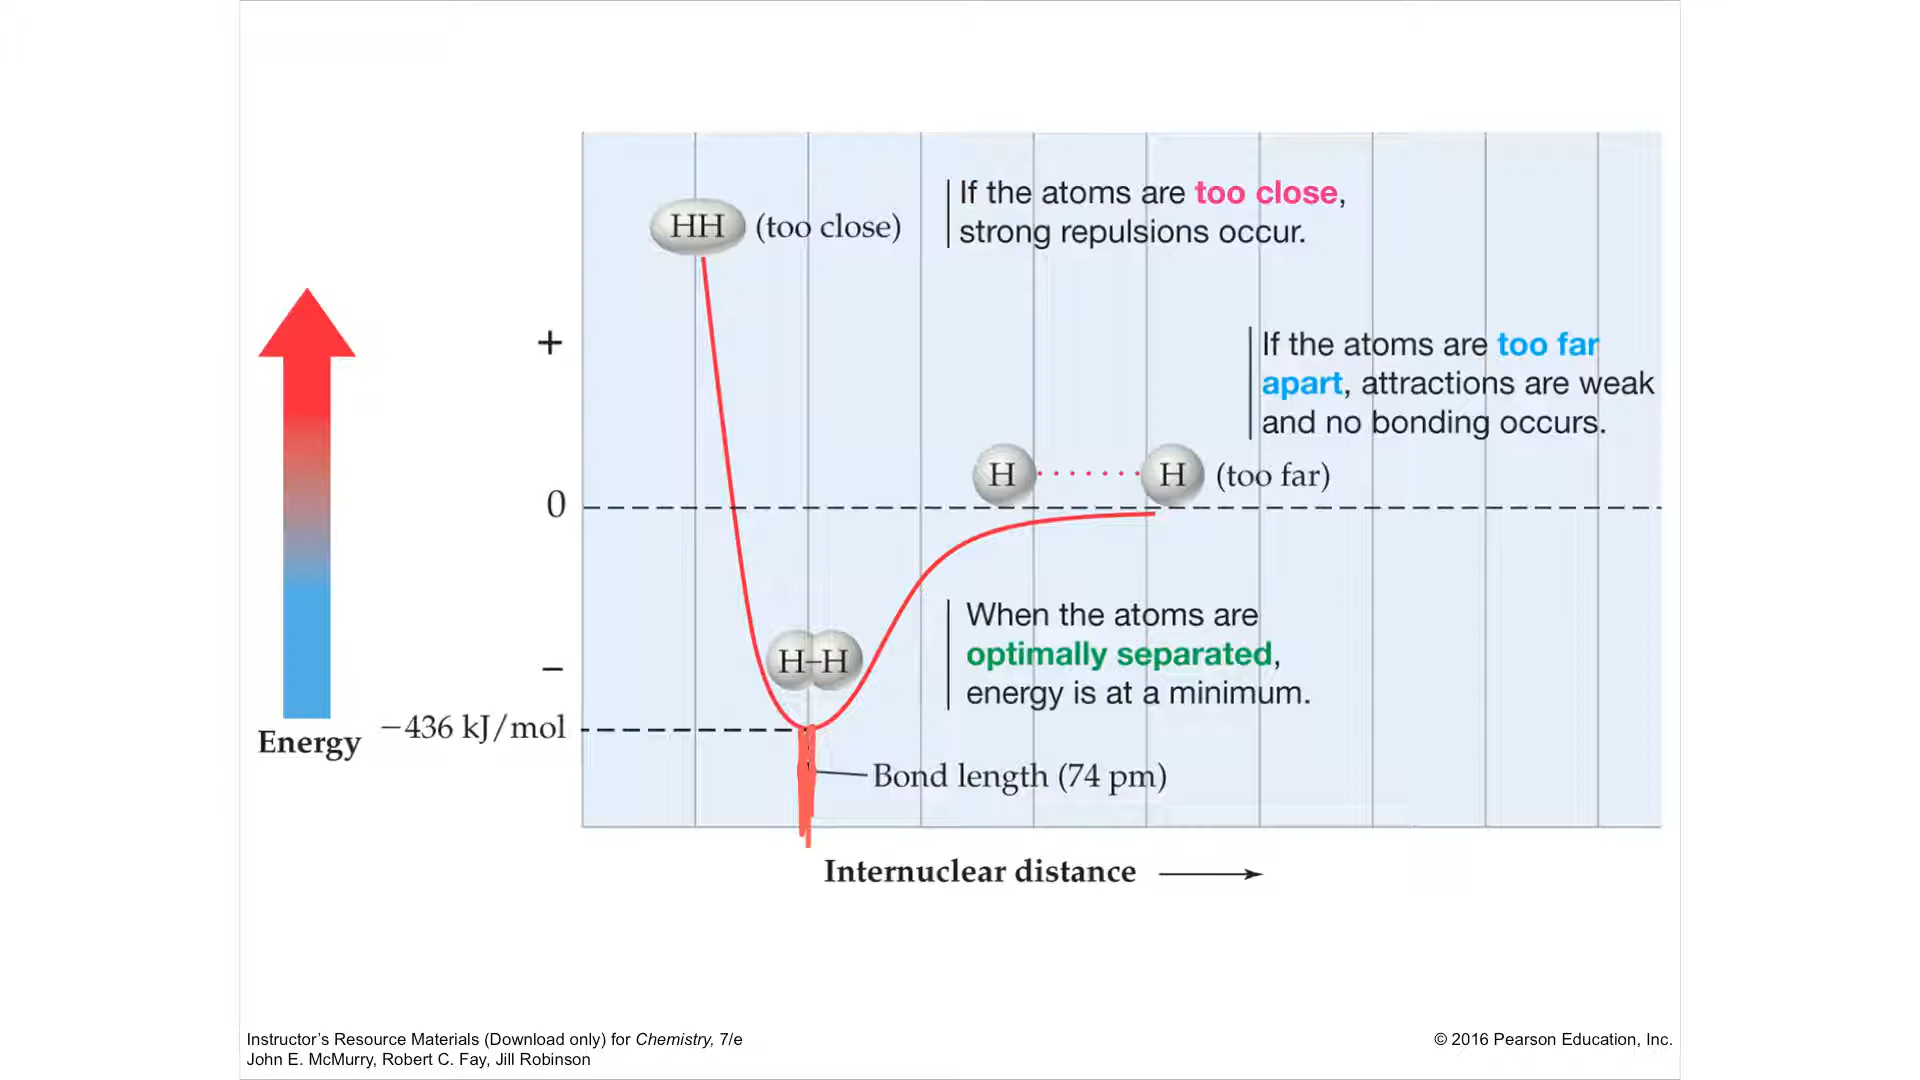 If the atoms are too close,
strong repulsions occur.
HH (too close)
+
If the atoms are too far
apart, attractions are weak
and no bonding occurs.
H H (too far)
0
When the atoms are
optimally separated,
energy is at a minimum.
H–H
−
−436 kJ/mol
Energy
Bond length (74 pm)
Internuclear distance
Instructor’s Resource Materials (Download only) for Chemistry, 7/e
John E. McMurry, Robert C. Fay, Jill Robinson
© 2016 Pearson Education, Inc.